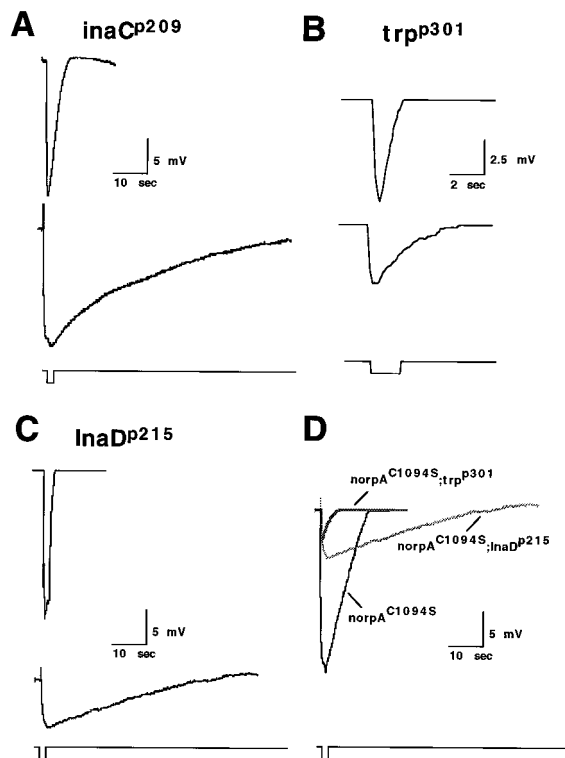 A
inaCp209
5 mV
10 sec
B
trpp301
2.5 mV
2 sec
C
InaDp215
5 mV
10 sec
D
norpAC1094S;trpp301
norpAC1094S;InaDp215
norpAC1094S
5 mV
10 sec